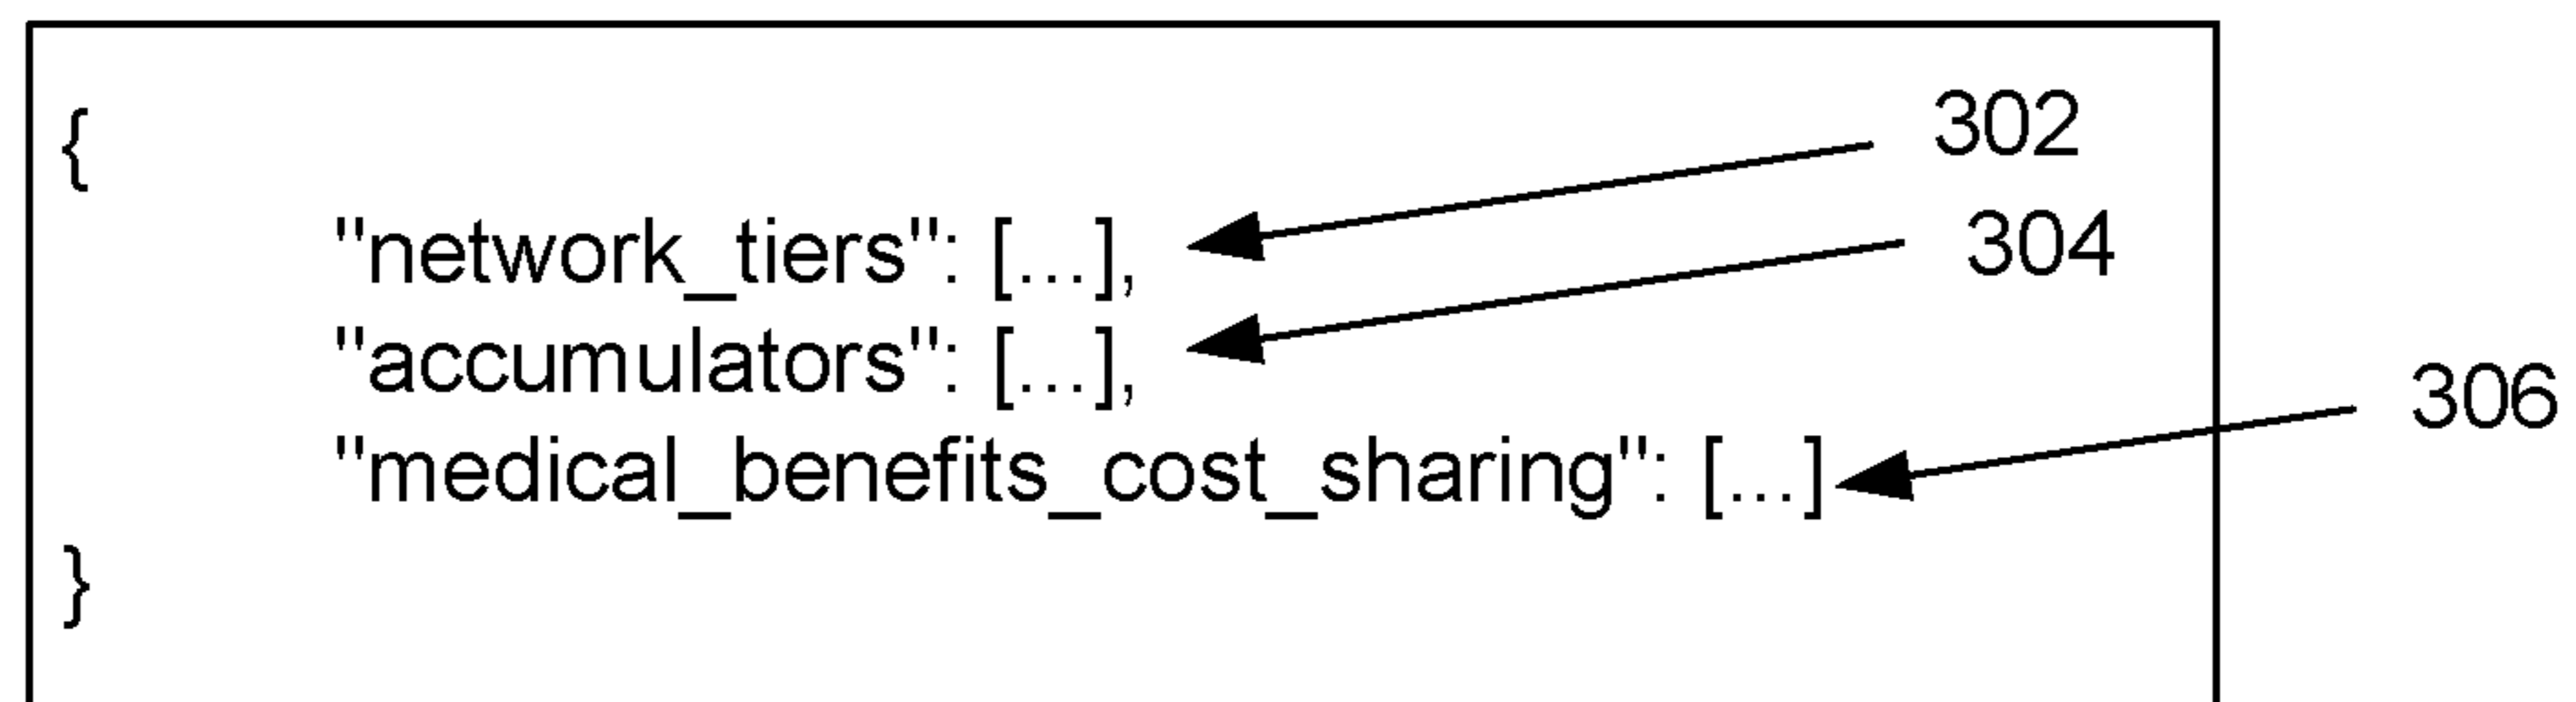 {
302
"network_tiers": [...],
304
"accumulators": [...],
306
"medical_benefits_cost_sharing": [...]
}